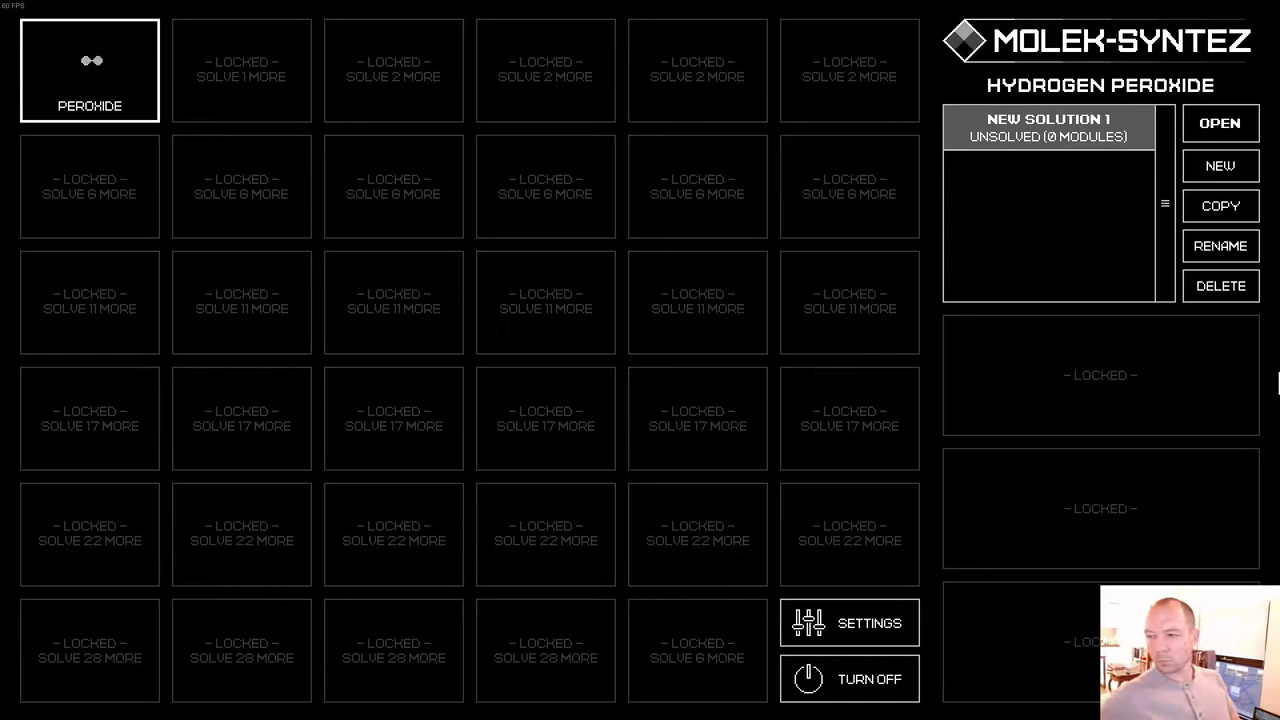 60 FPS
PEROXIDE
- LOCKED -
SOLVE 1 MORE
- LOCKED -
SOLVE 2 MORE
- LOCKED -
SOLVE 2 MORE
- LOCKED -
SOLVE 2 MORE
- LOCKED -
SOLVE 2 MORE
- LOCKED -
SOLVE 6 MORE
- LOCKED -
SOLVE 6 MORE
- LOCKED -
SOLVE 6 MORE
- LOCKED -
SOLVE 6 MORE
- LOCKED -
SOLVE 6 MORE
- LOCKED -
SOLVE 6 MORE
- LOCKED -
SOLVE 11 MORE
- LOCKED -
SOLVE 11 MORE
- LOCKED -
SOLVE 11 MORE
- LOCKED -
SOLVE 11 MORE
- LOCKED -
SOLVE 11 MORE
- LOCKED -
SOLVE 11 MORE
- LOCKED -
SOLVE 17 MORE
- LOCKED -
SOLVE 17 MORE
- LOCKED -
SOLVE 17 MORE
- LOCKED -
SOLVE 17 MORE
- LOCKED -
SOLVE 17 MORE
- LOCKED -
SOLVE 17 MORE
- LOCKED -
SOLVE 22 MORE
- LOCKED -
SOLVE 22 MORE
- LOCKED -
SOLVE 22 MORE
- LOCKED -
SOLVE 22 MORE
- LOCKED -
SOLVE 22 MORE
- LOCKED -
SOLVE 22 MORE
- LOCKED -
SOLVE 28 MORE
- LOCKED -
SOLVE 28 MORE
- LOCKED -
SOLVE 28 MORE
- LOCKED -
SOLVE 28 MORE
- LOCKED -
SOLVE 6 MORE
SETTINGS
TURN OFF
MOLEK-SYNTEZ
HYDROGEN PEROXIDE
NEW SOLUTION 1
UNSOLVED (0 MODULES)
OPEN
NEW
COPY
RENAME
DELETE
- LOCKED -
- LOCKED -